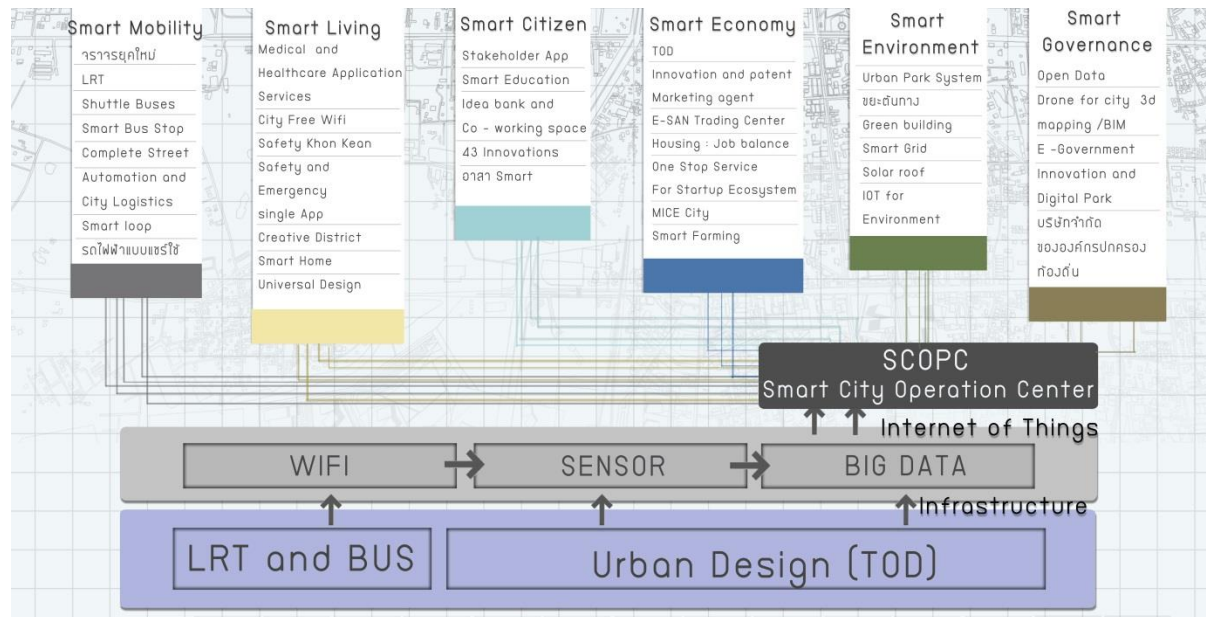 Smart Mobility
จราจรยุคใหม่
LRT
Shuttle Buses
Smart Bus Stop
Complete Street
Automation and
City Logistics
Smart loop
รถไฟฟ้าแบบแชร์ใช้
Smart Living
Medical and
Healthcare Application
Services
City Free Wifi
Safety Khon Kean
Safety and
Emergency
single App
Creative District
Smart Home
Universal Design
Smart Citizen
Stakeholder App
Smart Education
Idea bank and
Co - working space
43 Innovations
อาสา Smart
Smart Economy
TOD
Innovation and patent
Marketing agent
E-SAN Trading Center
Housing : Job balance
One Stop Service
For Startup Ecosystem
MICE City
Smart Farming
Smart
Environment
Urban Park System
ขยะต้นทาง
Green building
Smart Grid
Solar roof
IOT for
Environment
Smart
Governance
Open Data
Drone for city 3d
mapping /BIM
E -Government
Innovation and
Digital Park
บริษัทจำกัด
ขององค์กรปกครอง
ท้องถิ่น
SCOPC
Smart City Operation Center
Internet of Things
WIFI
SENSOR
BIG DATA
Infrastructure
LRT and BUS
Urban Design (TOD)